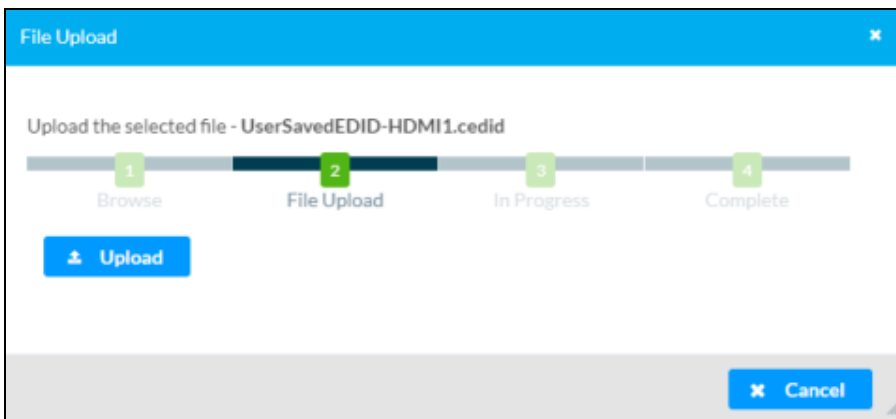 File Upload
Upload the selected file - UserSavedEDID-HDMI1.cedid
1 2 3 4
Browse File Upload In Progress Complete
Upload
Cancel